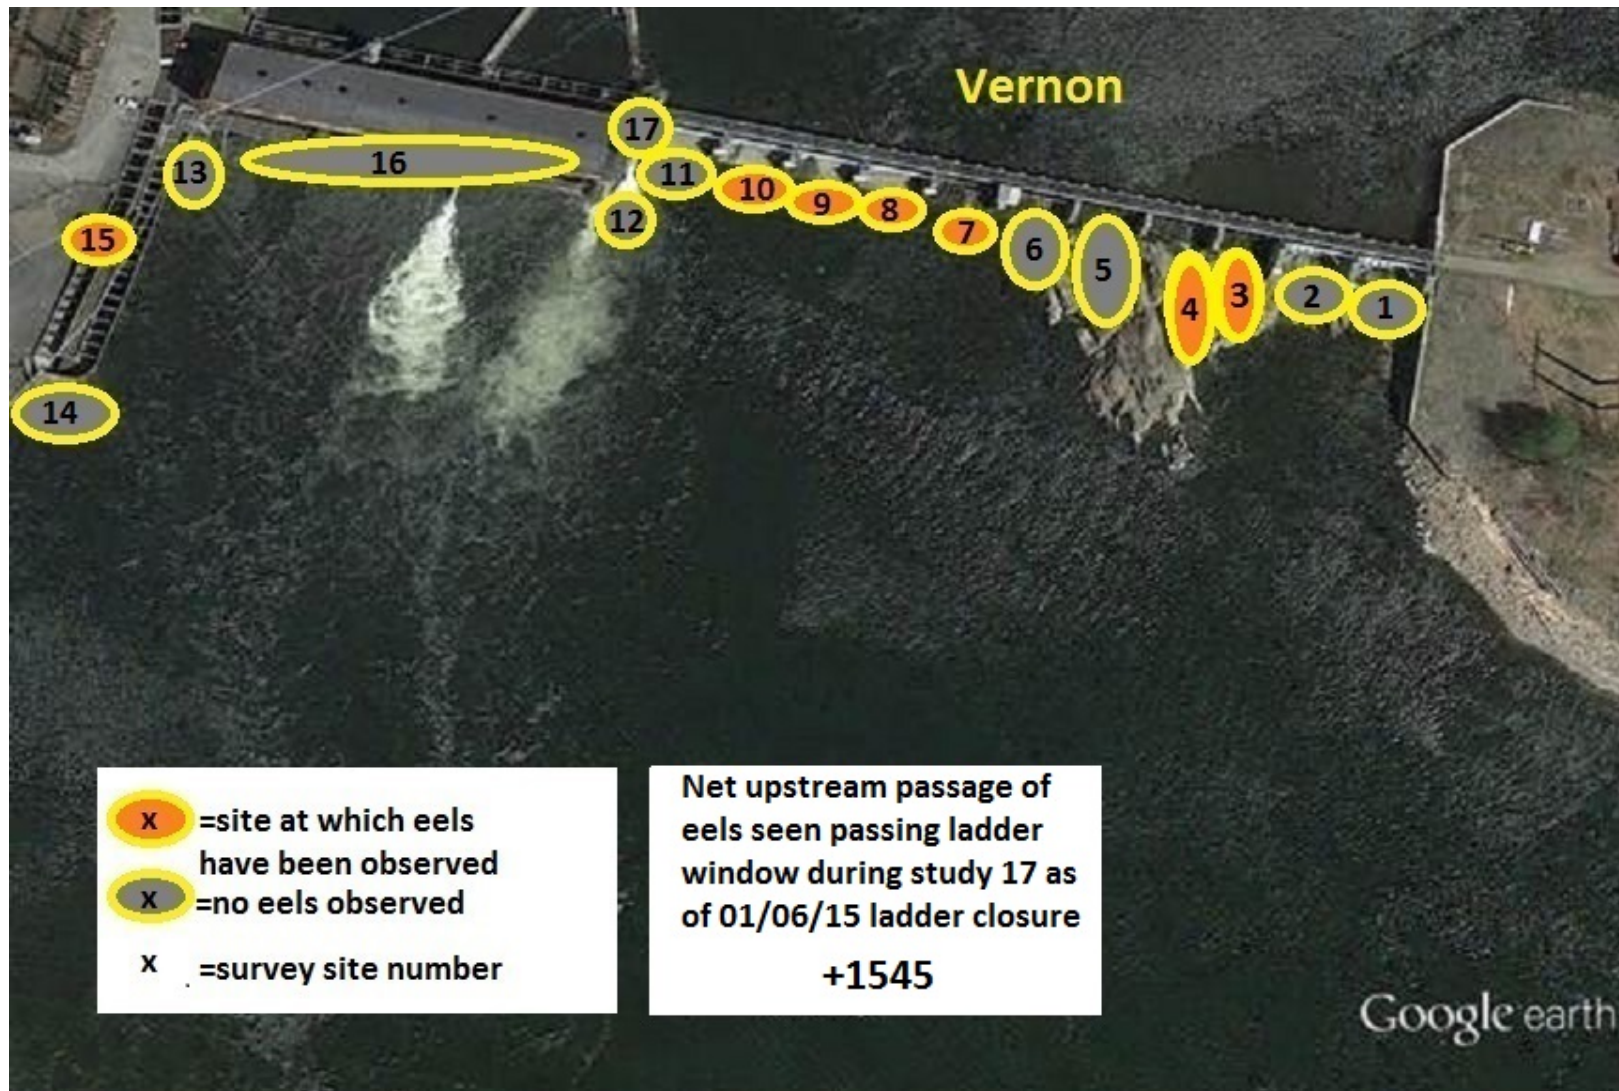 Vernon
17
16
13
11
10
9
8
12
7
15
6
5
4
3
2
1
14
x =site at which eels
have been observed
x =no eels observed
x . =survey site number
Net upstream passage of
eels seen passing ladder
window during study 17 as
of 01/06/15 ladder closure
+1545
Google earth